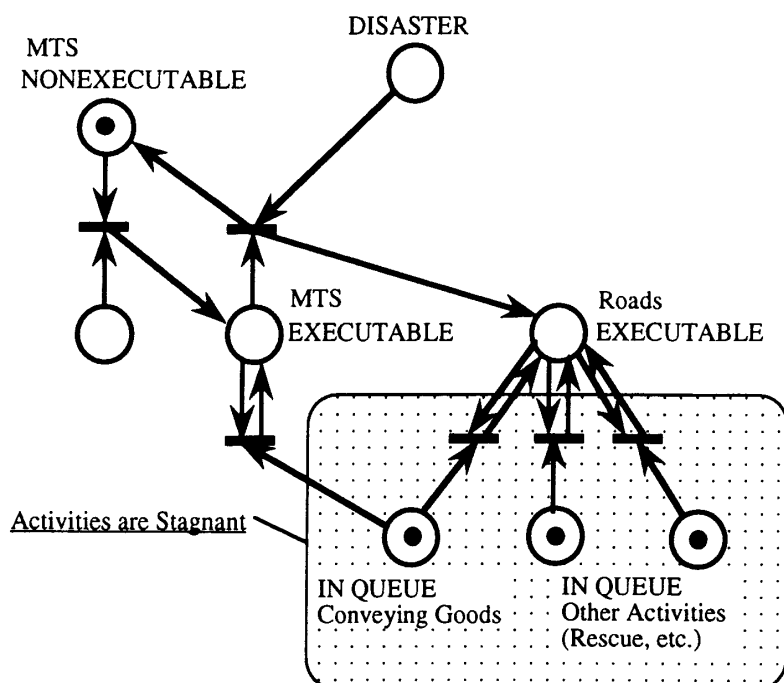 DISASTER
MTS
NONEXECUTABLE
MTS
EXECUTABLE
Roads
EXECUTABLE
Activities are Stagnant
IN QUEUE
Conveying Goods
IN QUEUE
Other Activities
(Rescue, etc.)